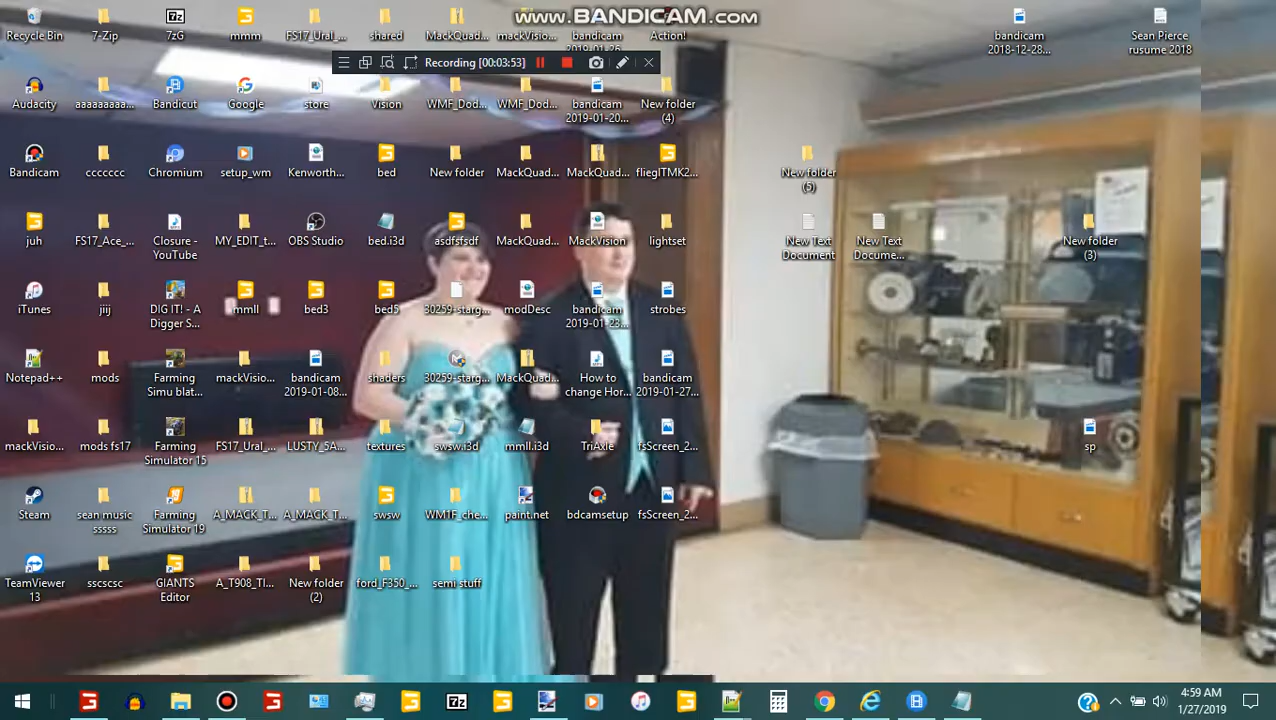 www.BANDICAM.com
Recording [00:03:53]
Recycle Bin
7-Zip
7zG
mmm
FS17_Ural_...
shared
MackQuad...
mackVision...
bandicam
2019-01-26...
Action!
bandicam
2018-12-28...
Sean Pierce
rusume 2018
Audacity
aaaaaaaaa...
Bandicut
Google
store
Vision
WMF_Dod...
WMF_Dod...
bandicam
2019-01-20...
New folder
(4)
Bandicam
ccccccc
Chromium
setup_wm
Kenworth...
bed
New folder
MackQuad...
MackQua...
fliegITMK2...
New folder
(5)
juh
FS17_Ace_...
Closure -
YouTube
MY_EDIT_t...
OBS Studio
bed.i3d
asdfsfsdf
MackQuad...
MackVision
lightset
New Text
Document
New Text
Docume...
New folder
(3)
iTunes
jiij
DIG IT! - A
Digger S...
mmll
bed3
bed5
30259-starg...
modDesc
bandicam
2019-01-23...
strobes
Notepad++
mods
Farming
mackVisio...
bandicam
2019-01-08...
shaders
30259-starg...
MackQuad...
How to
change Hor...
bandicam
2019-01-27...
mackVisio...
mods fs17
Farming
Simulator 15
FS17_Ural_...
LUSTY_5A...
textures
swsw.i3d
mmll.i3d
TriAxle
fsScreen_2...
sp
Steam
sean music
sssss
Farming
Simulator 19
A_MACK_T...
A_MACK_T...
swsw
WM1F_che...
paint.net
bdcamsetup
fsScreen_2...
TeamViewer
13
sscscsc
GIANTS
Editor
A_T908_TI...
New folder
(2)
ford_F350_...
semi stuff
7z
4:59 AM
1/27/2019